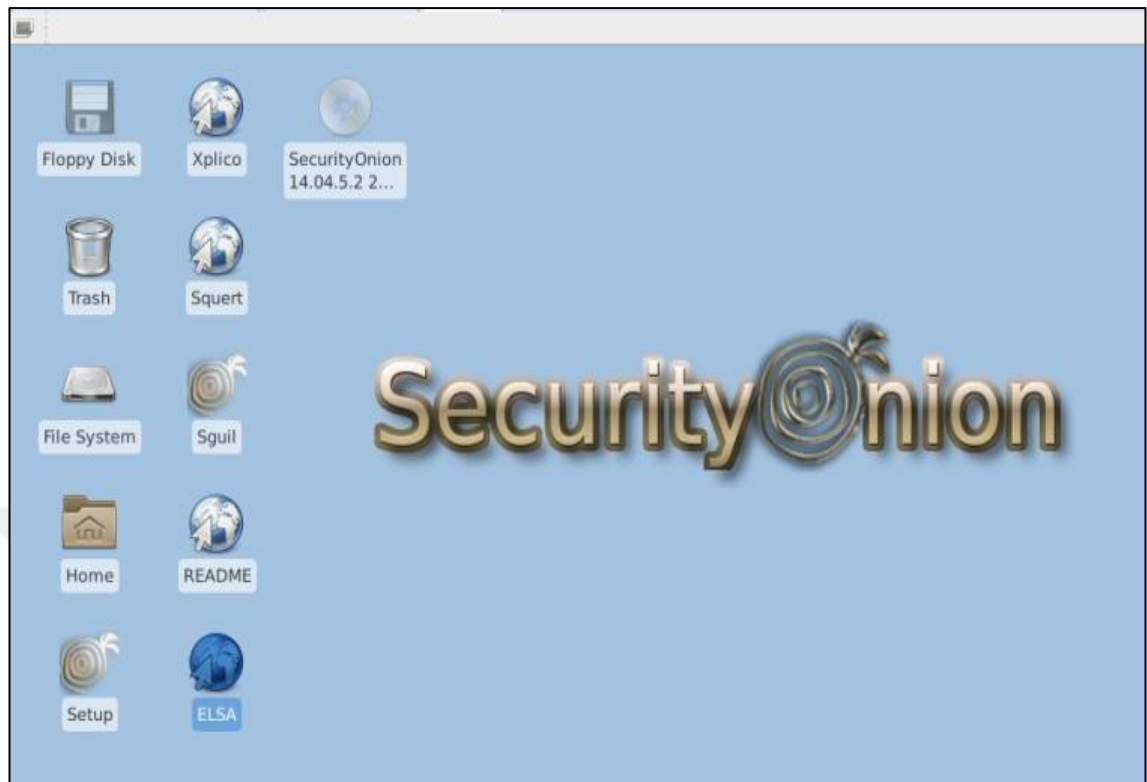 Floppy Disk
Xplico
SecurityOnion
14.04.5.2 2...
Trash
Squert
File System
Sguil
SecurityOnion
Home
README
Setup
ELSA